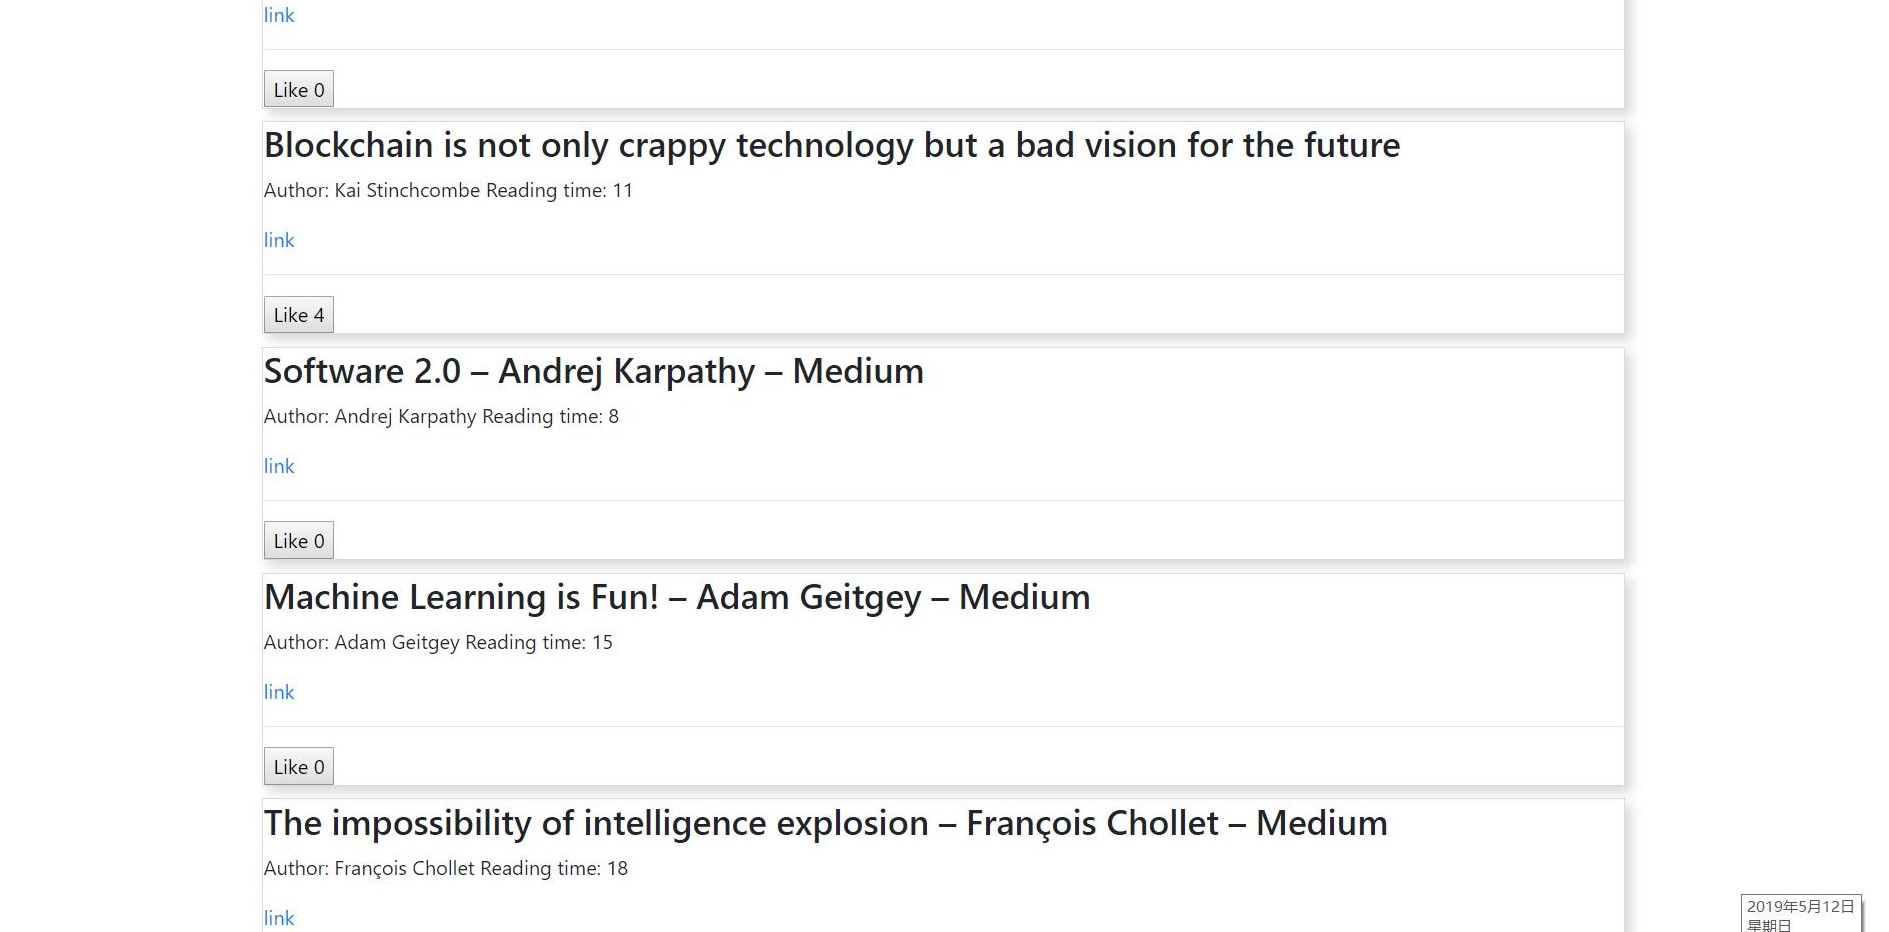 link
Like 0
Blockchain is not only crappy technology but a bad vision for the future
Author: Kai Stinchcombe Reading time: 11
link
Like 4
Software 2.0 – Andrej Karpathy – Medium
Author: Andrej Karpathy Reading time: 8
link
Like 0
Machine Learning is Fun! – Adam Geitgey – Medium
Author: Adam Geitgey Reading time: 15
link
Like 0
The impossibility of intelligence explosion – François Chollet – Medium
Author: François Chollet Reading time: 18
link
2019年5月12日
星期日